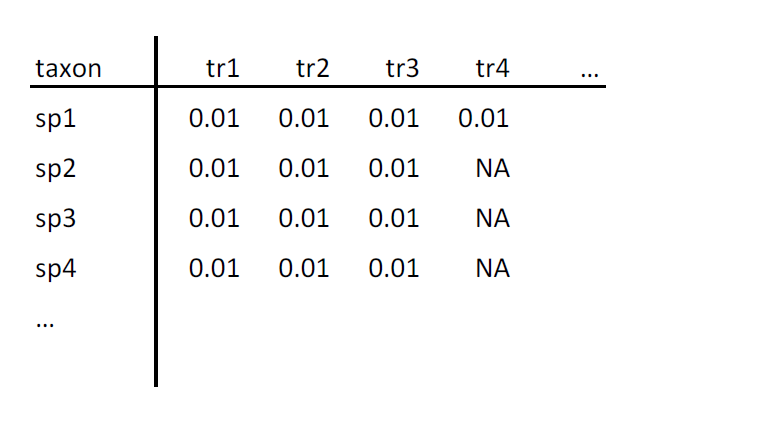 taxon tr1 tr2 tr3 tr4 ...
sp1 0.01 0.01 0.01 0.01
sp2 0.01 0.01 0.01 NA
sp3 0.01 0.01 0.01 NA
sp4 0.01 0.01 0.01 NA
...